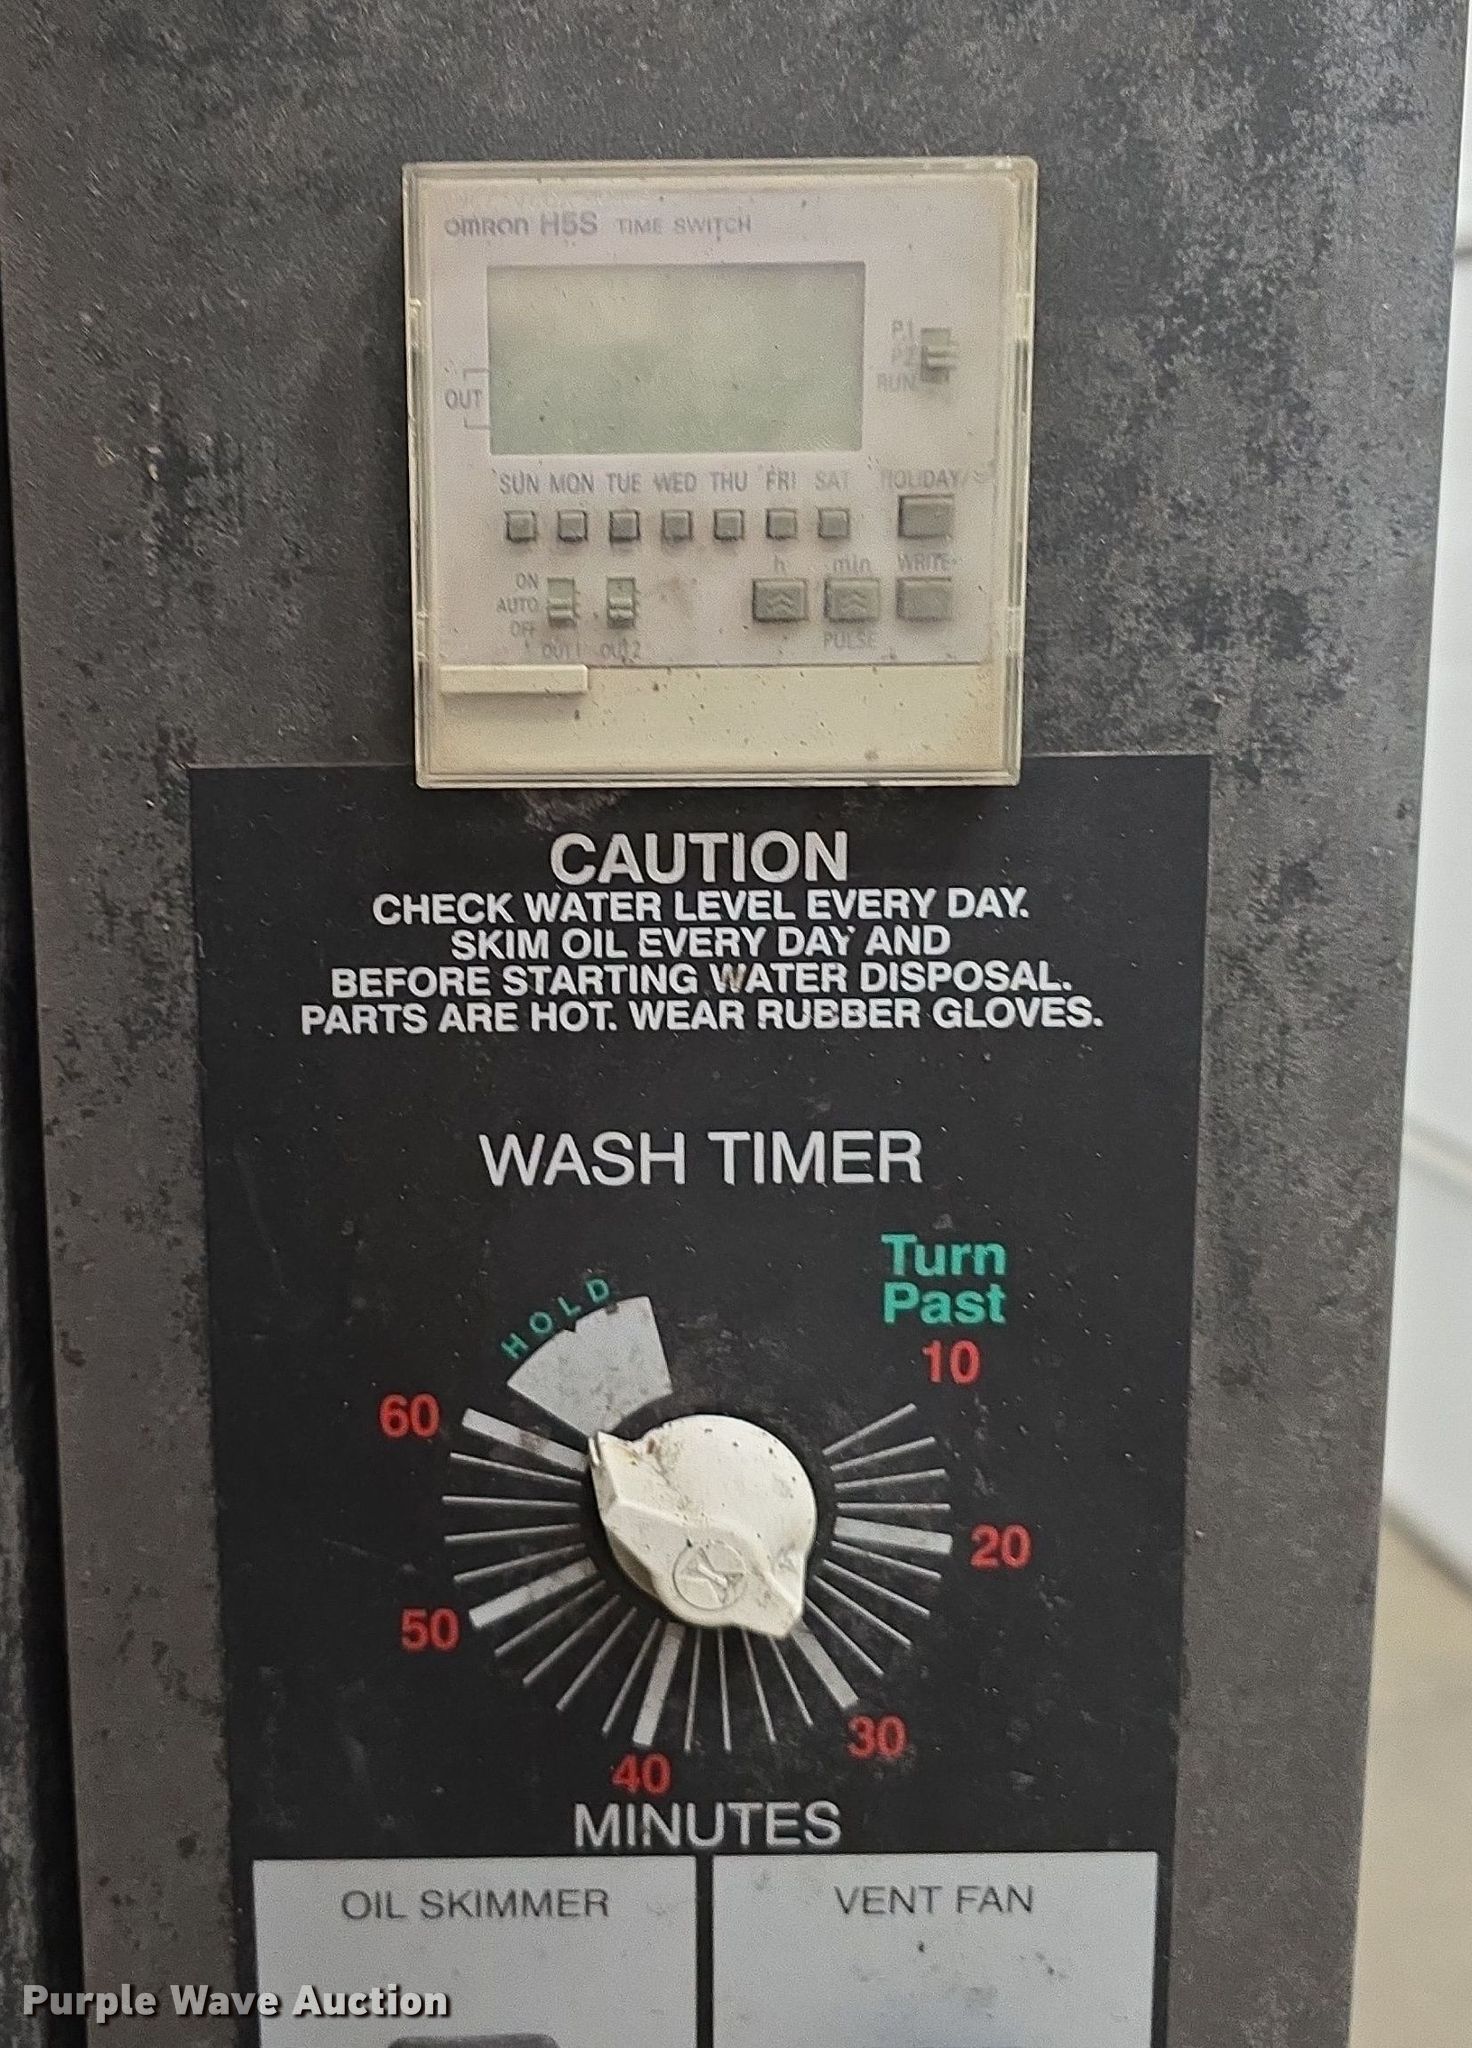 omron H5S TIME SWITCH
P1
P2
RUN
OUT
SUN MON TUE WED THU FRI SAT HOLIDAY/
h min WRITE
ON
AUTO
OFF
OUT1 OUT2
PULSE
CAUTION
CHECK WATER LEVEL EVERY DAY.
SKIM OIL EVERY DAY AND
BEFORE STARTING WATER DISPOSAL.
PARTS ARE HOT. WEAR RUBBER GLOVES.
WASH TIMER
Turn
Past
10
HOLD
60
20
50
30
40
MINUTES
OIL SKIMMER
VENT FAN
Purple Wave Auction